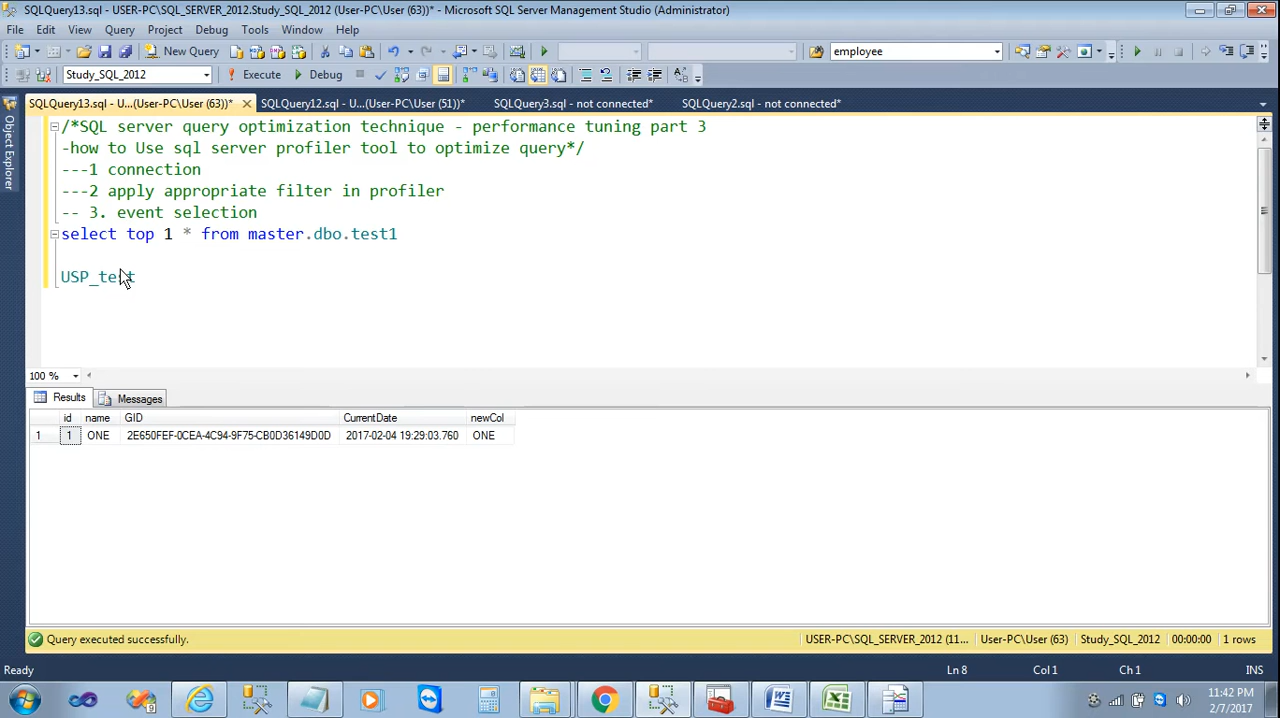 SQLQuery13.sql - USER-PC\SQL_SERVER_2012.Study_SQL_2012 (User-PC\User (63))* - Microsoft SQL Server Management Studio (Administrator)
File Edit View Query Project Debug Tools Window Help
New Query employee
Study_SQL_2012 Execute Debug
SQLQuery13.sql - U...(User-PC\User (63))* SQLQuery12.sql - U...(User-PC\User (51))* SQLQuery3.sql - not connected* SQLQuery2.sql - not connected*
Object Explorer
/*SQL server query optimization technique - performance tuning part 3
-how to Use sql server profiler tool to optimize query*/
---1 connection
---2 apply appropriate filter in profiler
-- 3. event selection
select top 1 * from master.dbo.test1
USP_test
100 %
Results Messages
id name GID CurrentDate newCol
1 1 ONE 2E650FEF-0CEA-4C94-9F75-CB0D36149D0D 2017-02-04 19:29:03.760 ONE
Query executed successfully. USER-PC\SQL_SERVER_2012 (11... User-PC\User (63) Study_SQL_2012 00:00:00 1 rows
Ready Ln 8 Col 1 Ch 1 INS
11:42 PM
2/7/2017